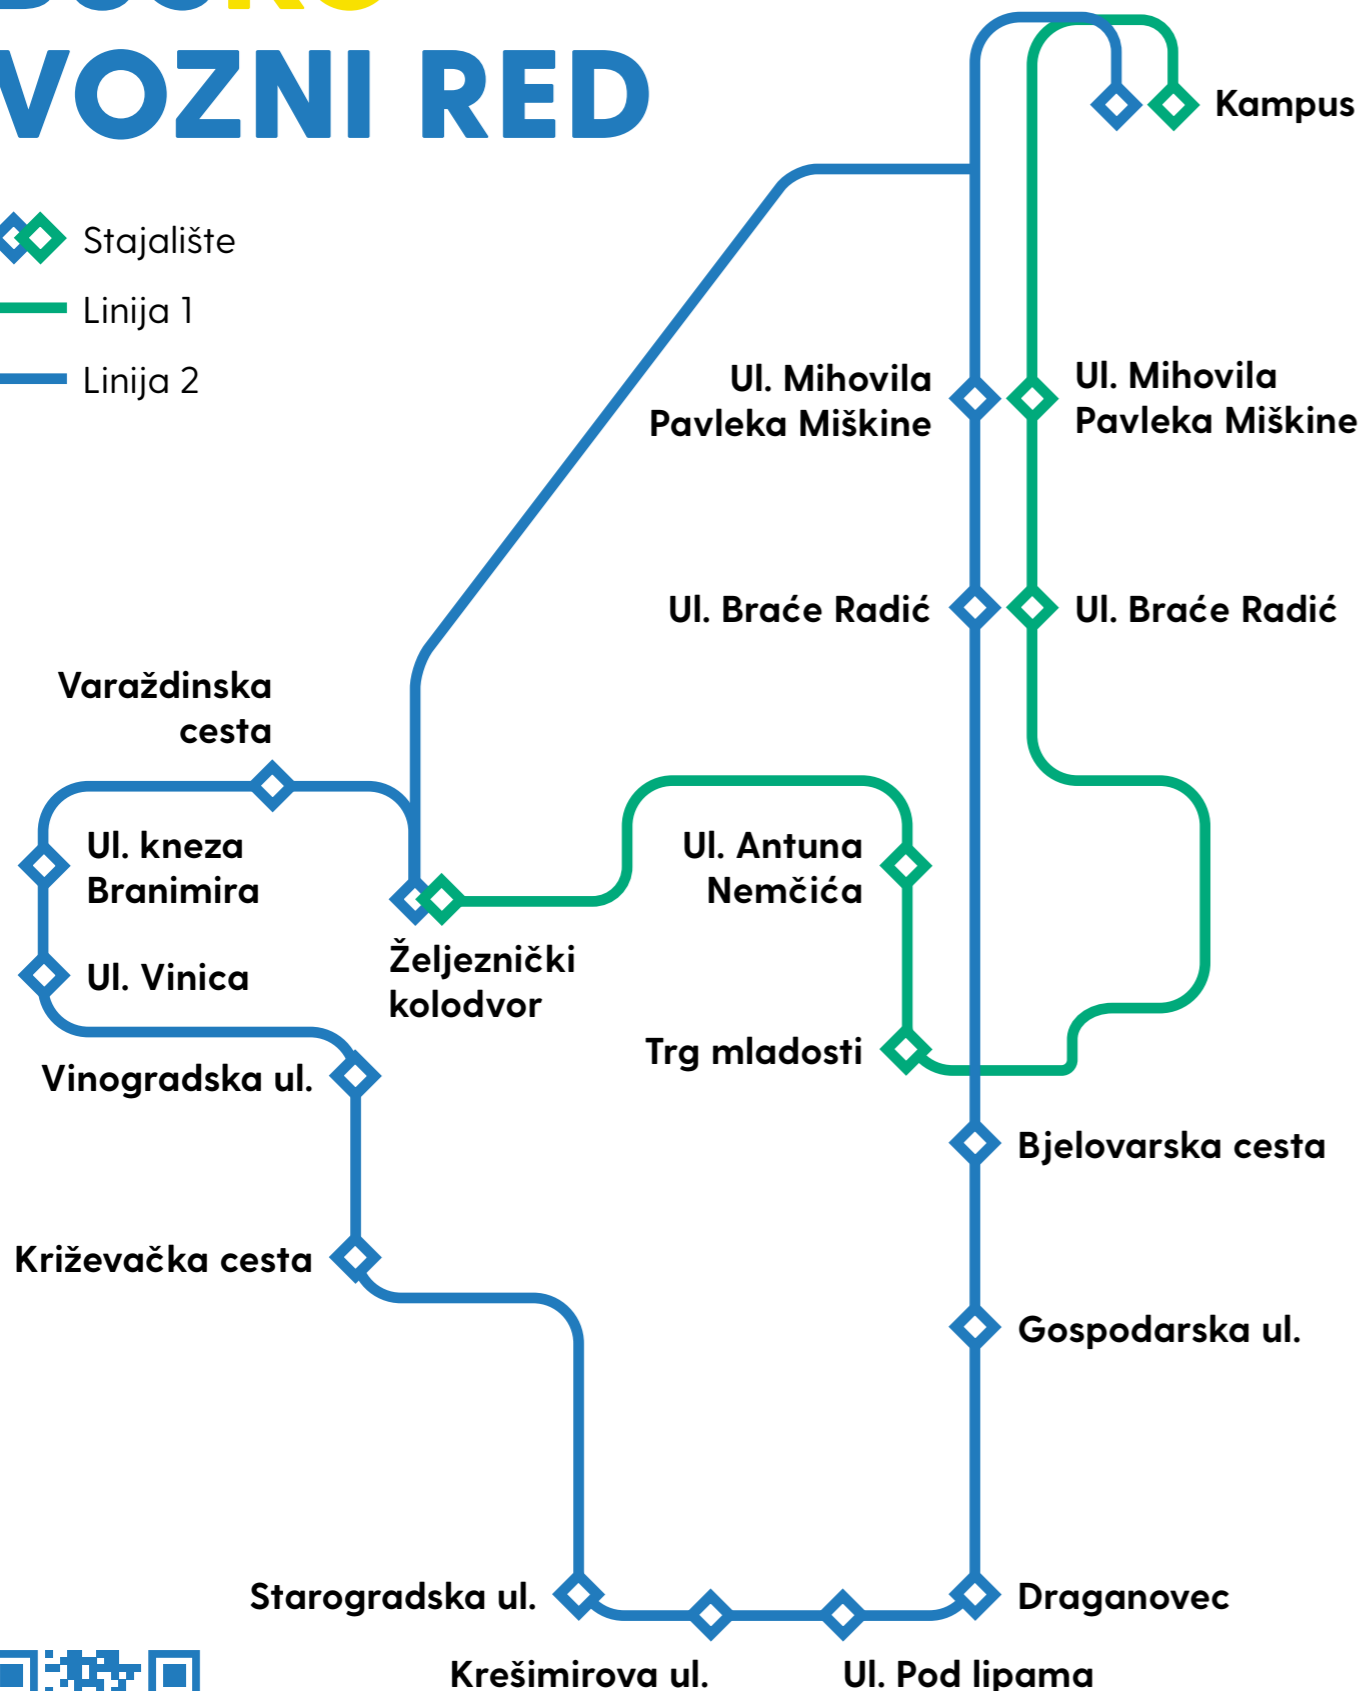 VOZNI RED
Kampus
Stajalište
Linija 1
Linija 2
Ul. Mihovila
Pavleka Miškine
Ul. Mihovila
Pavleka Miškine
Ul. Braće Radić
Ul. Braće Radić
Varaždinska
cesta
Ul. kneza
Branimira
Ul. Antuna
Nemčića
Željeznički
kolodvor
Ul. Vinica
Trg mladosti
Vinogradska ul.
Bjelovarska cesta
Križevačka cesta
Gospodarska ul.
Starogradska ul.
Draganovec
Krešimirova ul.
Ul. Pod lipama